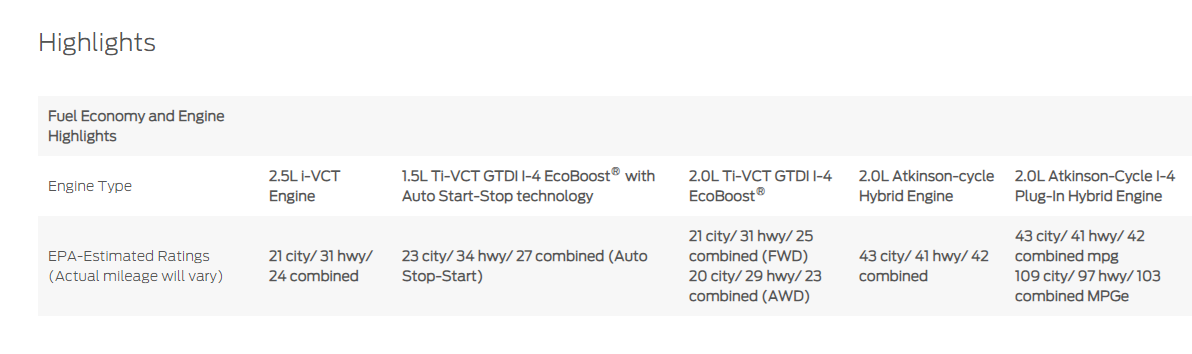 Highlights
Fuel Economy and Engine
Highlights
Engine Type
2.5L i-VCT
Engine
1.5L Ti-VCT GTDI I-4 EcoBoost® with
Auto Start-Stop technology
2.0L Ti-VCT GTDI I-4
EcoBoost®
2.0L Atkinson-cycle
Hybrid Engine
2.0L Atkinson-Cycle I-4
Plug-In Hybrid Engine
EPA-Estimated Ratings
(Actual mileage will vary)
21 city/ 31 hwy/
24 combined
23 city/ 34 hwy/ 27 combined (Auto
Stop-Start)
21 city/ 31 hwy/ 25
combined (FWD)
20 city/ 29 hwy/ 23
combined (AWD)
43 city/ 41 hwy/ 42
combined
43 city/ 41 hwy/ 42
combined mpg
109 city/ 97 hwy/ 103
combined MPGe